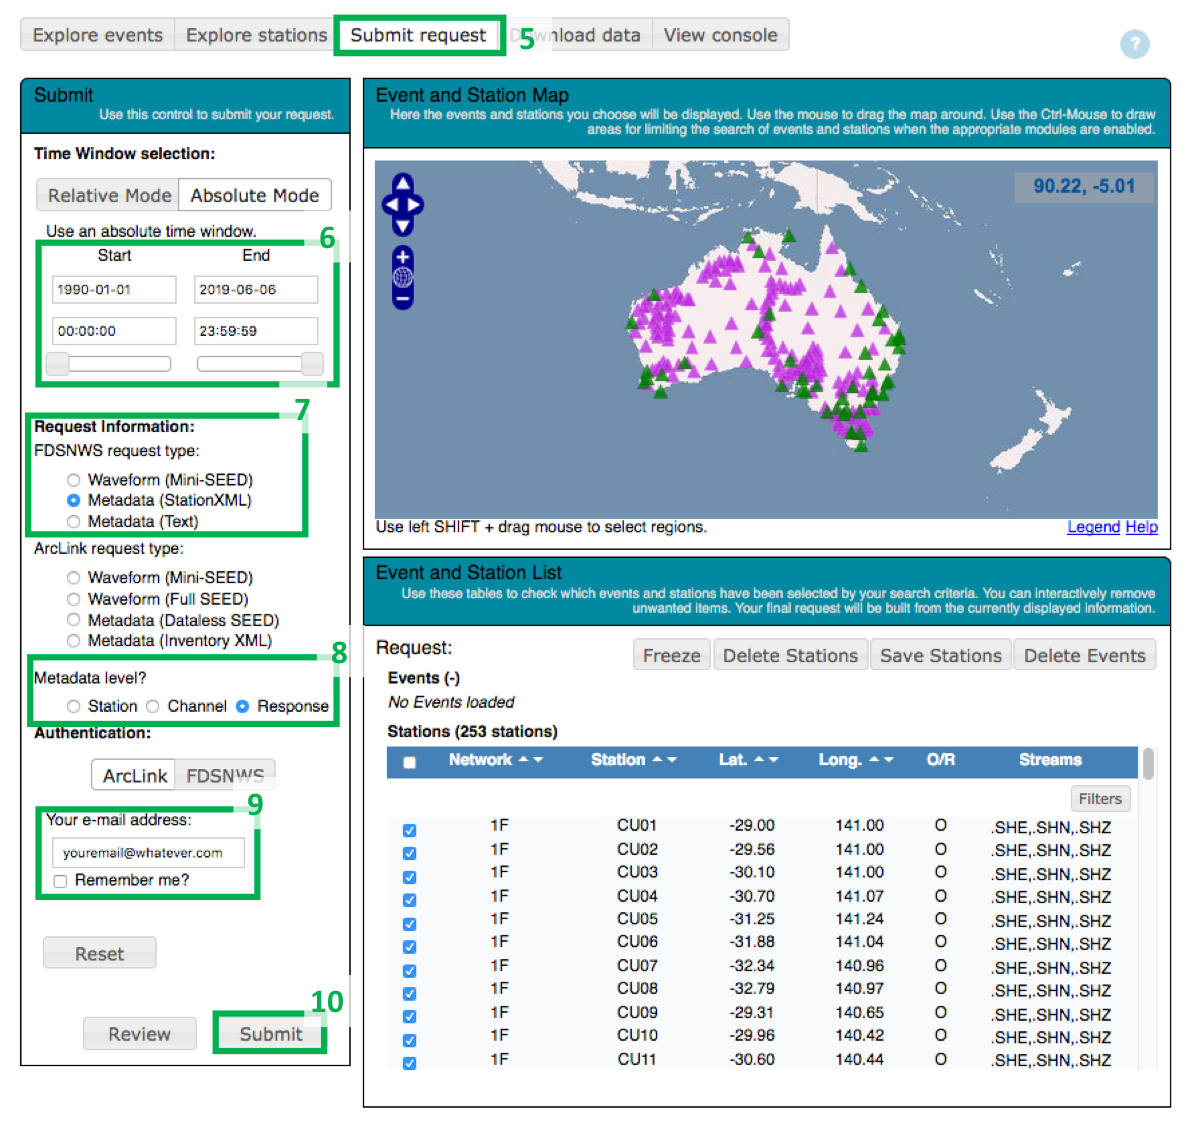 Explore events Explore stations Submit request 5 Download data View console
?
Submit
Use this control to submit your request.
Time Window selection:
Relative Mode Absolute Mode
Use an absolute time window.
6
Start End
1990-01-01 2019-06-06
00:00:00 23:59:59
7
Request Information:
FDSNWS request type:
Waveform (Mini-SEED)
Metadata (StationXML)
Metadata (Text)
ArcLink request type:
Waveform (Mini-SEED)
Waveform (Full SEED)
Metadata (Dataless SEED)
Metadata (Inventory XML)
8
Metadata level?
Station Channel Response
Authentication:
ArcLink FDSNWS
9
Your e-mail address:
youremail@whatever.com
Remember me?
Reset
10
Review Submit
Event and Station Map
Here the events and stations you choose will be displayed. Use the mouse to drag the map around. Use the Ctrl-Mouse to draw
areas for limiting the search of events and stations when the appropriate modules are enabled.
90.22, -5.01
Use left SHIFT + drag mouse to select regions. Legend Help
Event and Station List
Use these tables to check which events and stations have been selected by your search criteria. You can interactively remove
unwanted items. Your final request will be built from the currently displayed information.
Request: Freeze Delete Stations Save Stations Delete Events
Events (-)
No Events loaded
Stations (253 stations)
Network Station Lat. Long. O/R Streams
Filters
1F CU01 -29.00 141.00 O .SHE,.SHN,.SHZ
1F CU02 -29.56 141.00 O .SHE,.SHN,.SHZ
1F CU03 -30.10 141.00 O .SHE,.SHN,.SHZ
1F CU04 -30.70 141.07 O .SHE,.SHN,.SHZ
1F CU05 -31.25 141.24 O .SHE,.SHN,.SHZ
1F CU06 -31.88 141.04 O .SHE,.SHN,.SHZ
1F CU07 -32.34 140.96 O .SHE,.SHN,.SHZ
1F CU08 -32.79 140.97 O .SHE,.SHN,.SHZ
1F CU09 -29.31 140.65 O .SHE,.SHN,.SHZ
1F CU10 -29.96 140.42 O .SHE,.SHN,.SHZ
1F CU11 -30.60 140.44 O .SHE,.SHN,.SHZ